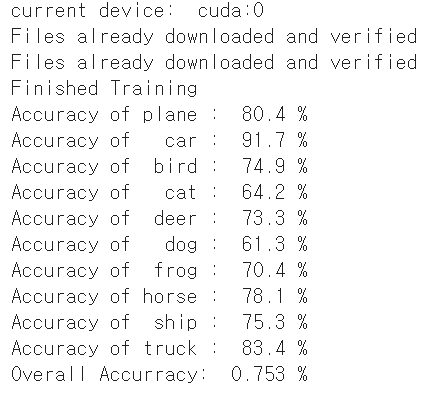 current device:  cuda:0
Files already downloaded and verified
Files already downloaded and verified
Finished Training
Accuracy of plane :  80.4 %
Accuracy of   car :  91.7 %
Accuracy of  bird :  74.9 %
Accuracy of   cat :  64.2 %
Accuracy of  deer :  73.3 %
Accuracy of   dog :  61.3 %
Accuracy of  frog :  70.4 %
Accuracy of horse :  78.1 %
Accuracy of  ship :  75.3 %
Accuracy of truck :  83.4 %
Overall Accurracy:  0.753 %